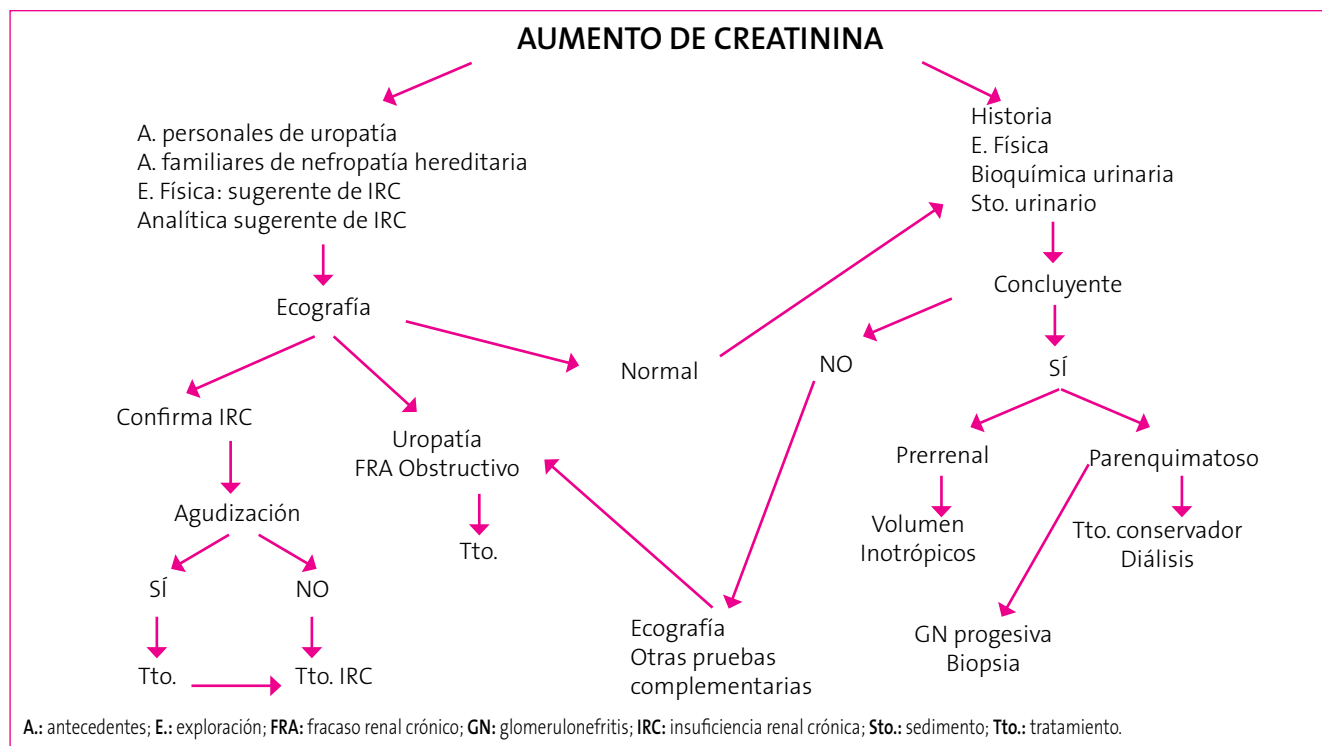 AUMENTO DE CREATININA
A. personales de uropatía
A. familiares de nefropatía hereditaria
E. Física: sugerente de IRC
Analítica sugerente de IRC
Historia
E. Física
Bioquímica urinaria
Sto. urinario
Ecografía
Concluyente
Normal
NO
SÍ
Confirma IRC
Uropatía
FRA Obstructivo
Prerrenal
Parenquimatoso
Agudización
Tto.
Volumen
Inotrópicos
Tto. conservador
Diálisis
SÍ
NO
Ecografía
Otras pruebas
complementarias
GN progesiva
Biopsia
Tto.
Tto. IRC
A.: antecedentes; E.: exploración; FRA: fracaso renal crónico; GN: glomerulonefritis; IRC: insuficiencia renal crónica; Sto.: sedimento; Tto.: tratamiento.